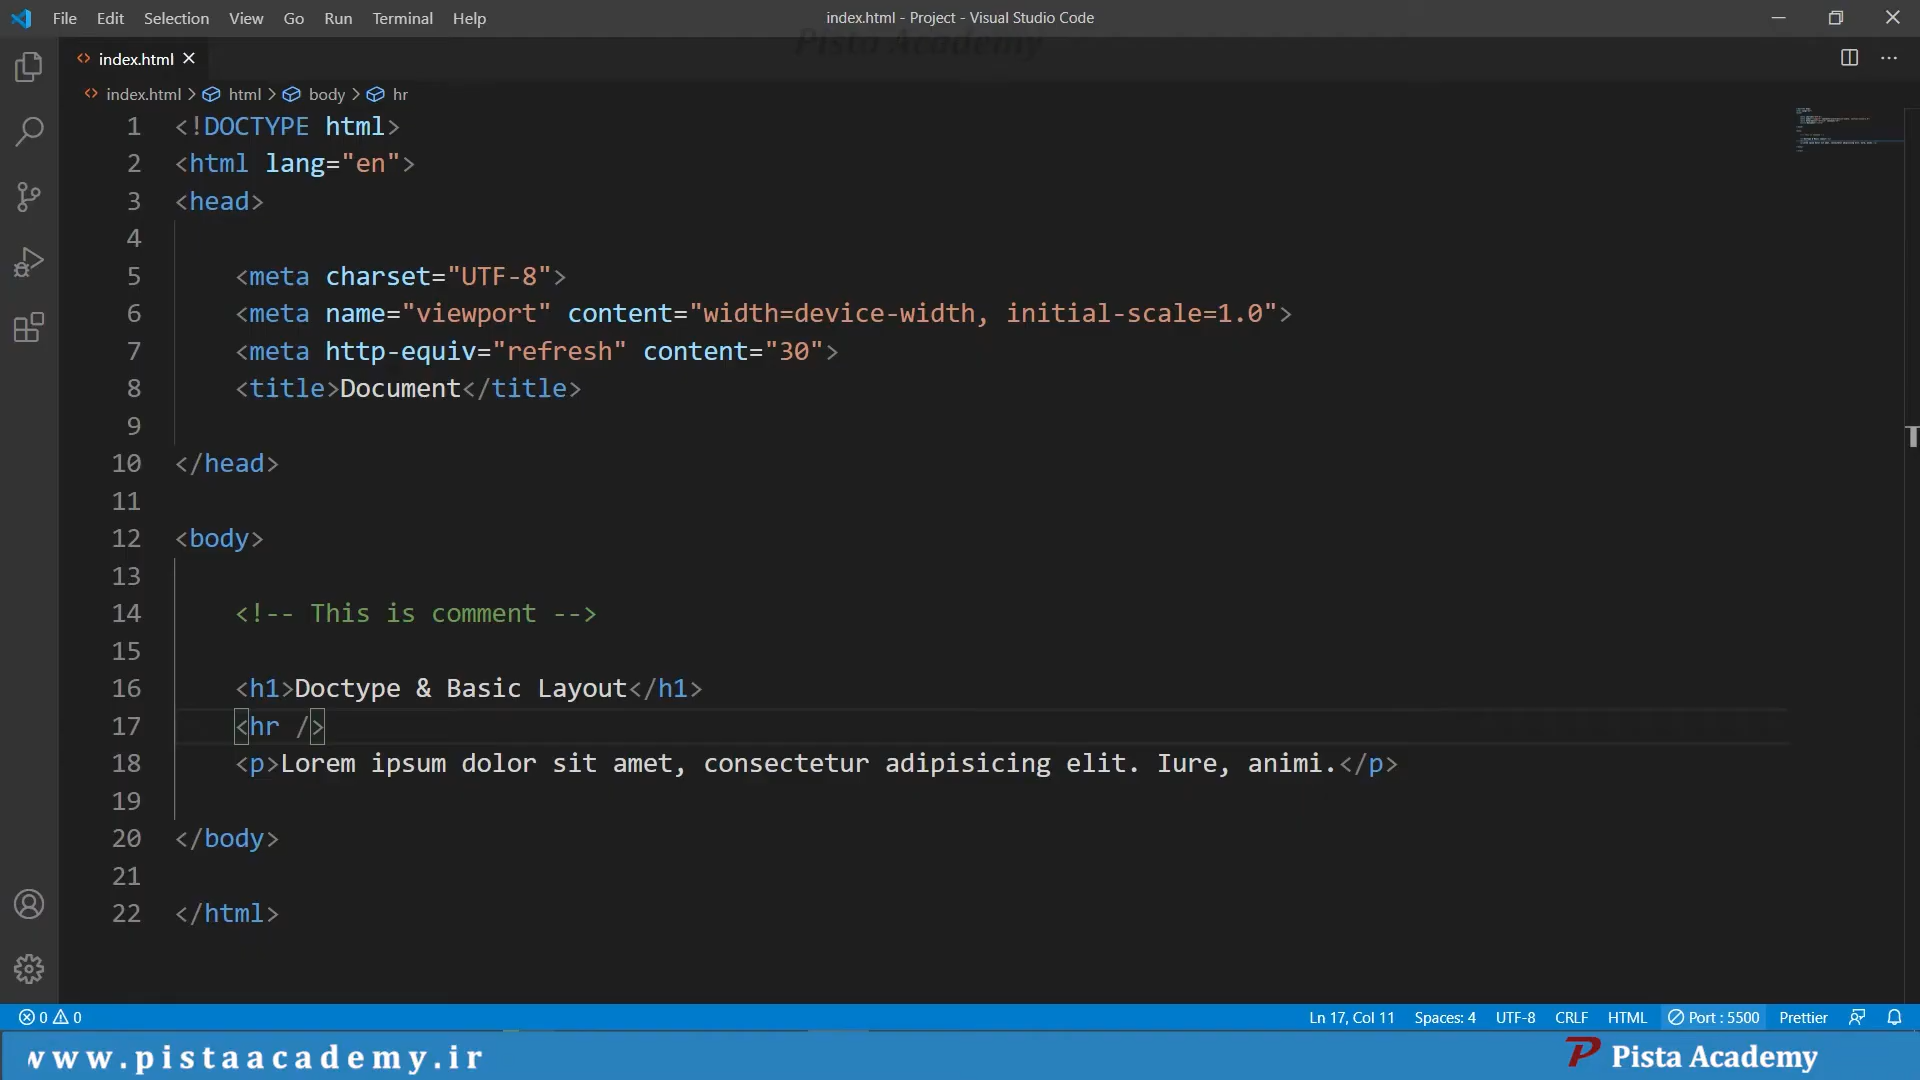 File Edit Selection View Go Run Terminal Help index.html - Project - Visual Studio Code
Pista Academy
index.html
index.html > html > body > hr
1 <!DOCTYPE html>
2 <html lang="en">
3 <head>
4
5 <meta charset="UTF-8">
6 <meta name="viewport" content="width=device-width, initial-scale=1.0">
7 <meta http-equiv="refresh" content="30">
8 <title>Document</title>
9
10 </head>
11
12 <body>
13
14 <!-- This is comment -->
15
16 <h1>Doctype & Basic Layout</h1>
17 <hr />
18 <p>Lorem ipsum dolor sit amet, consectetur adipisicing elit. Iure, animi.</p>
19
20 </body>
21
22 </html>
0 0 Ln 17, Col 11 Spaces: 4 UTF-8 CRLF HTML Port : 5500 Prettier
www.pistaacademy.ir Pista Academy